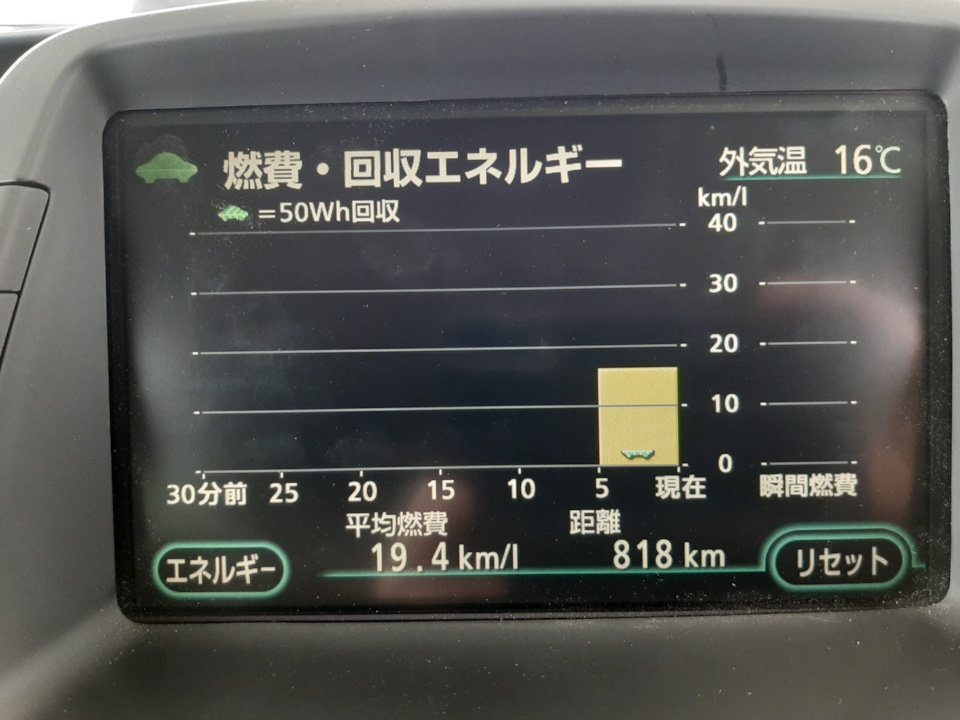 燃費・回収エネルギー
外気温 16℃
=50Wh回収
km/l
40
30
20
10
0
30分前 25 20 15 10 5 現在 瞬間燃費
平均燃費 距離
19.4 km/l 818 km
エネルギー
リセット